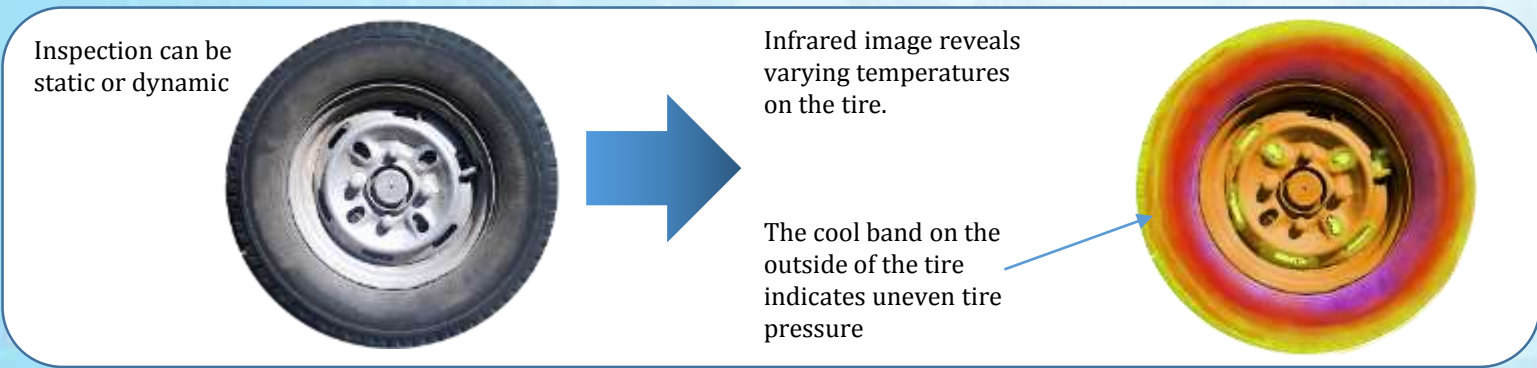 Inspection can be
static or dynamic
Infrared image reveals
varying temperatures
on the tire.
The cool band on the
outside of the tire
indicates uneven tire
pressure